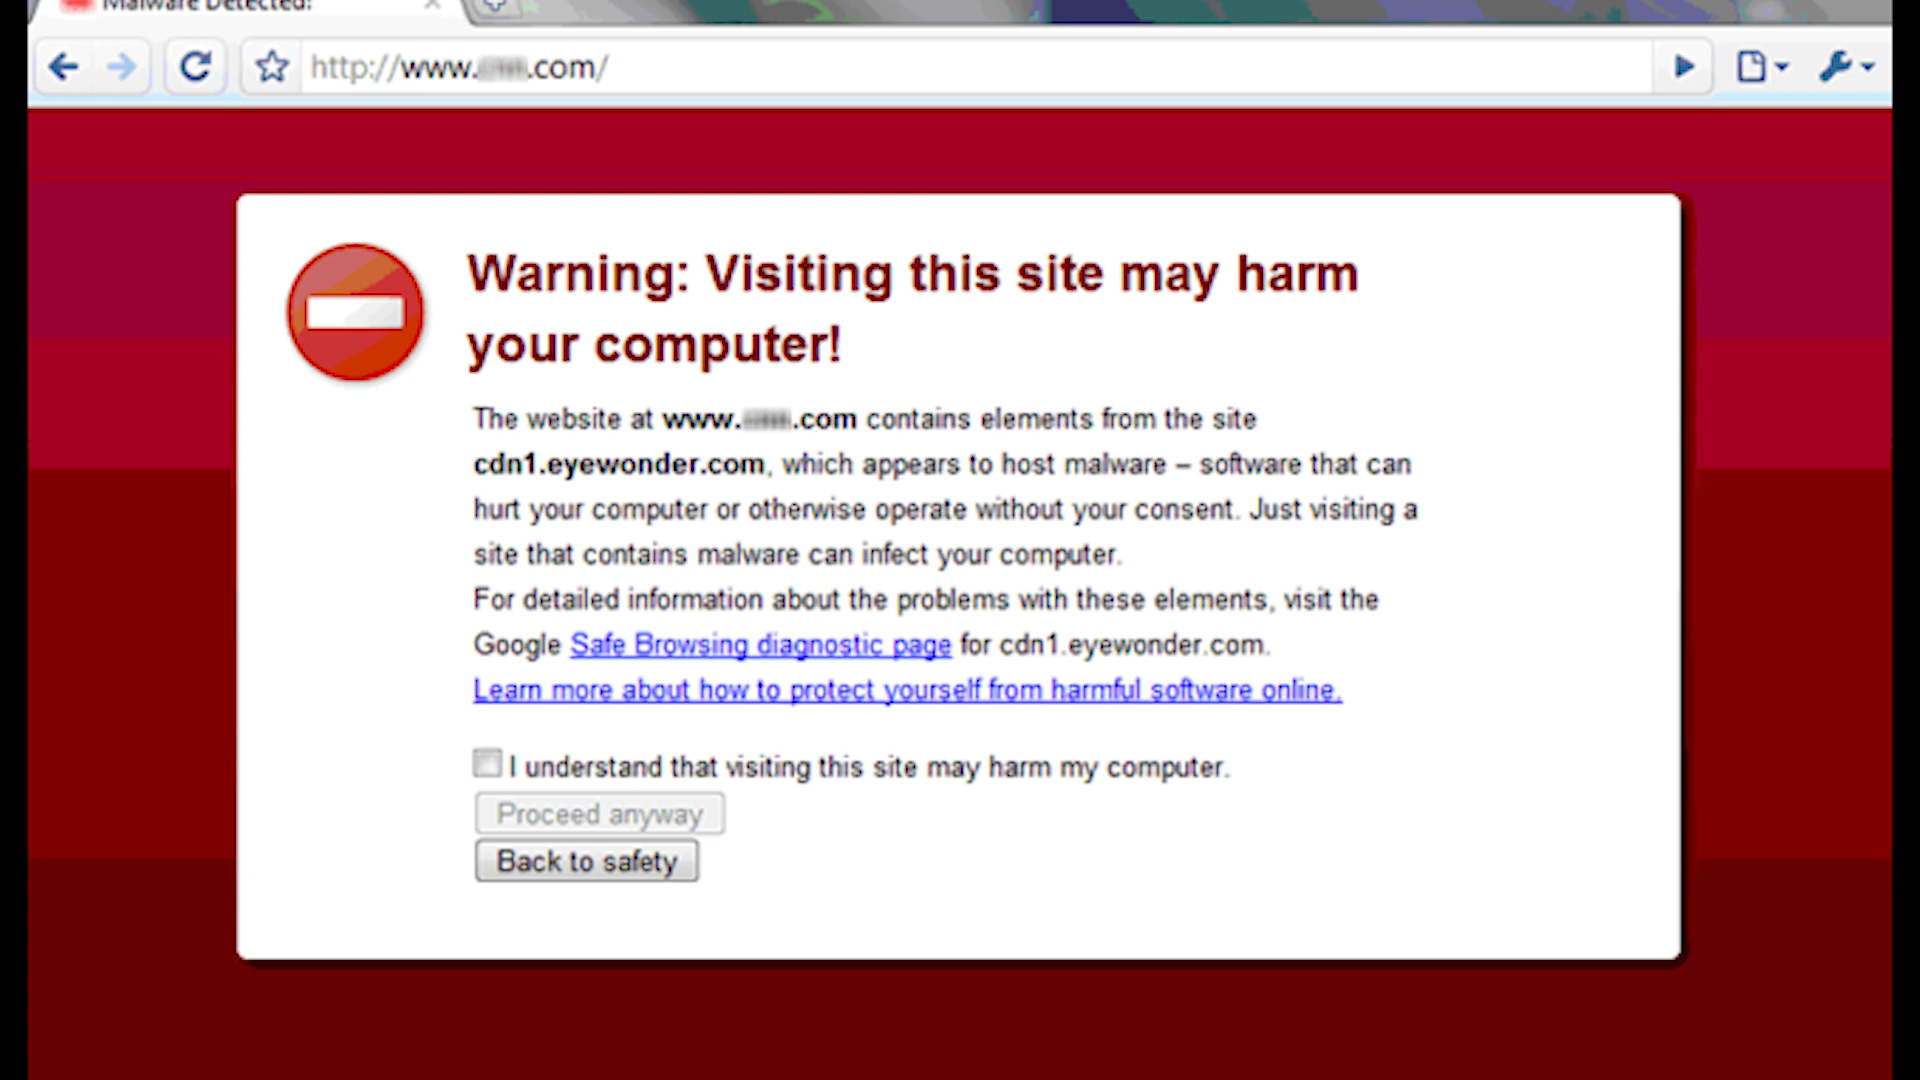 Malware Detected!
http://www. .com/
Warning: Visiting this site may harm
your computer!
The website at www. .com contains elements from the site
cdn1.eyewonder.com, which appears to host malware – software that can
hurt your computer or otherwise operate without your consent. Just visiting a
site that contains malware can infect your computer.
For detailed information about the problems with these elements, visit the
Google Safe Browsing diagnostic page for cdn1.eyewonder.com.
Learn more about how to protect yourself from harmful software online.
I understand that visiting this site may harm my computer.
Proceed anyway
Back to safety